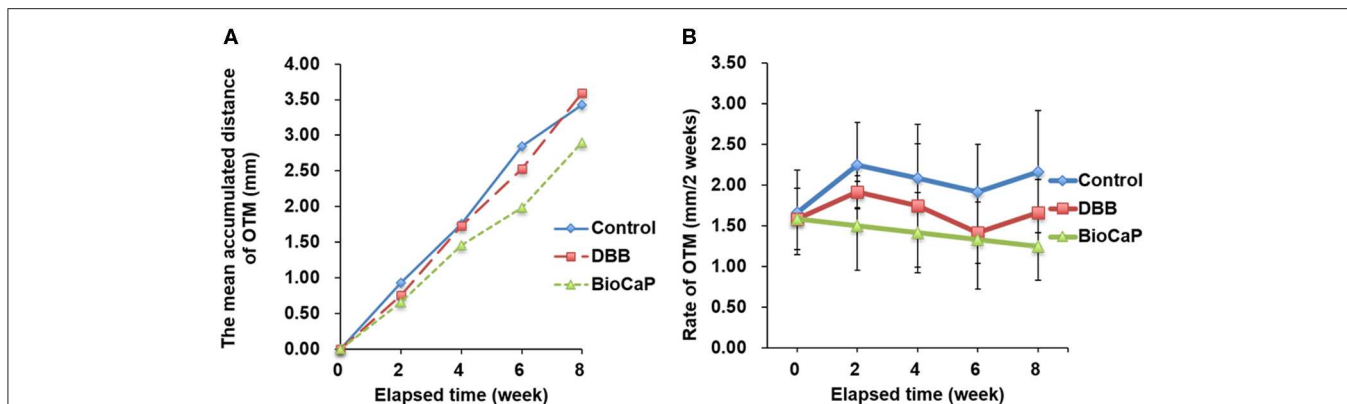 A
The mean accumulated distance
of OTM (mm)
4.00
3.50
3.00
2.50
2.00
1.50
1.00
0.50
0.00
0 2 4 6 8
Elapsed time (week)
Control
DBB
BioCaP
B
Rate of OTM (mm/2 weeks)
3.50
3.00
2.50
2.00
1.50
1.00
0.50
0.00
0 2 4 6 8
Elapsed time (week)
Control
DBB
BioCaP